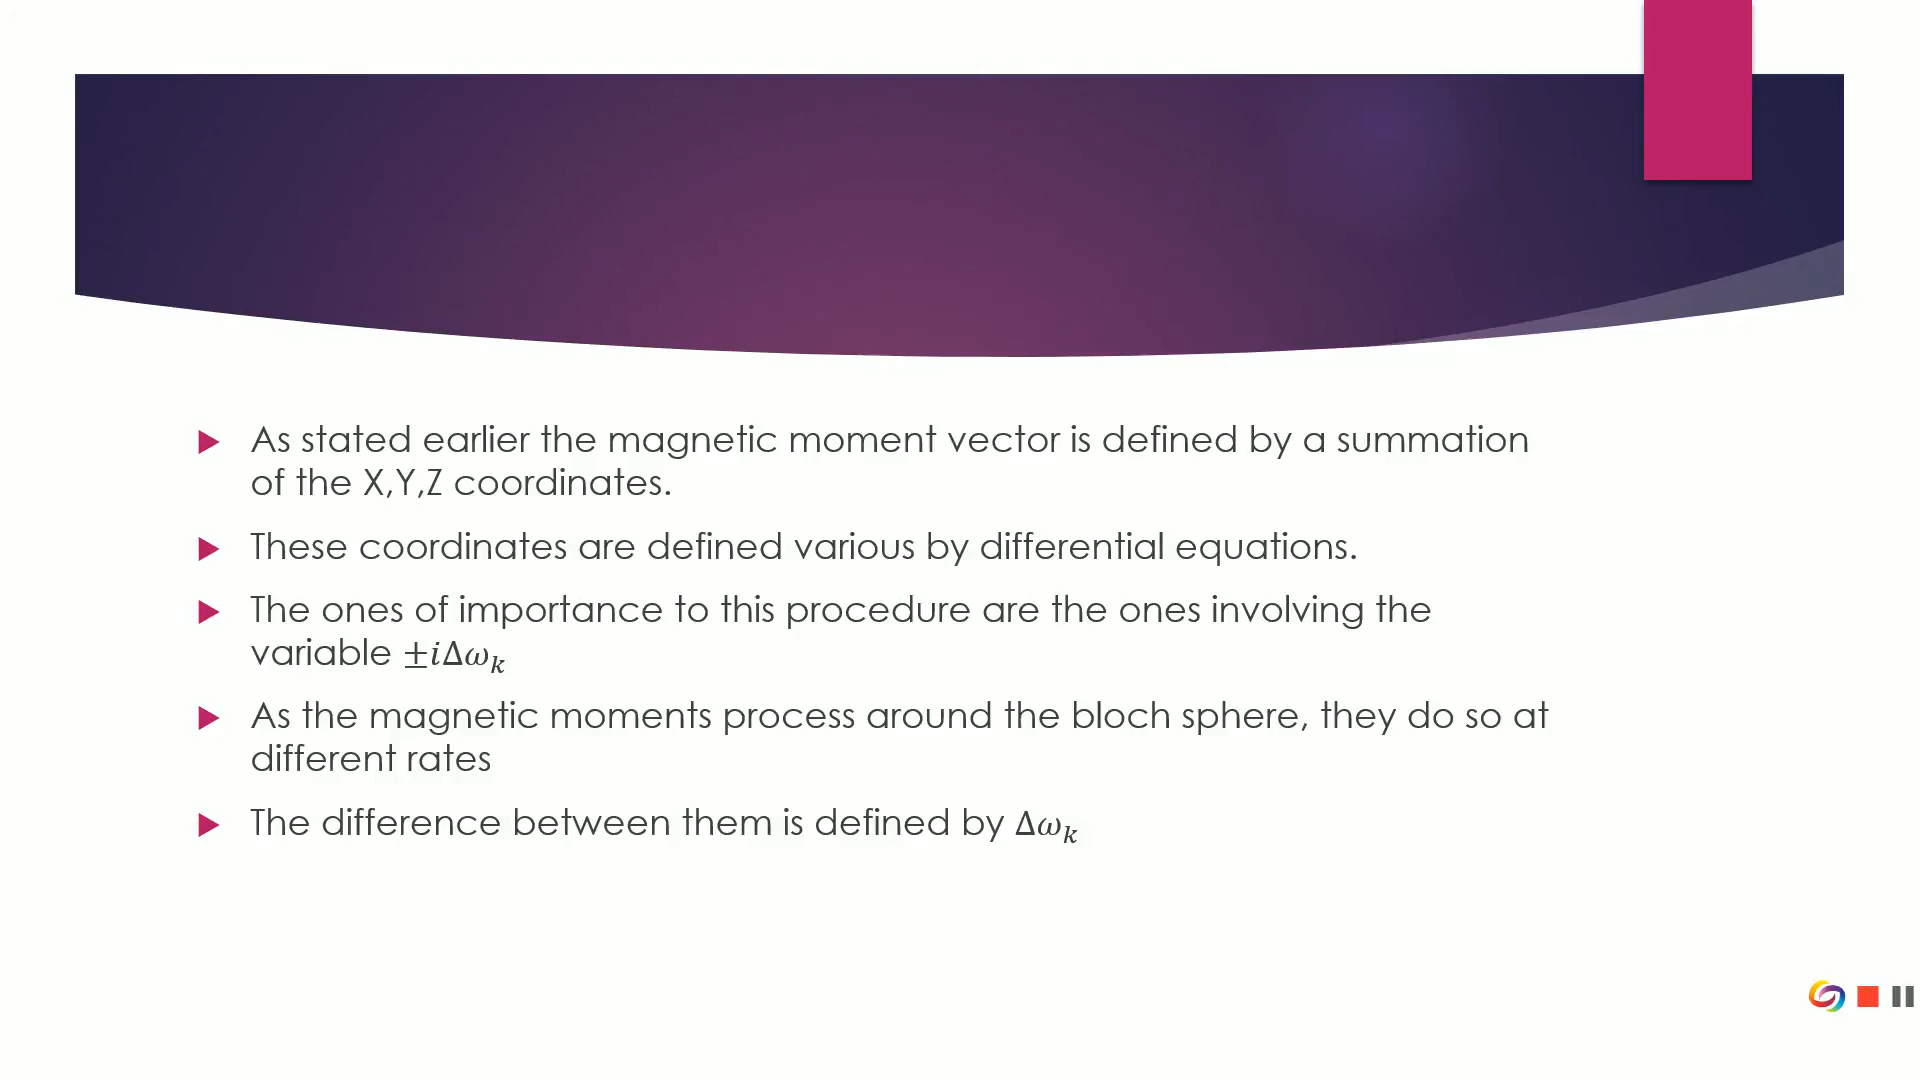 As stated earlier the magnetic moment vector is defined by a summation
of the X,Y,Z coordinates.
These coordinates are defined various by differential equations.
The ones of importance to this procedure are the ones involving the
variable ±iΔω_k
As the magnetic moments process around the bloch sphere, they do so at
different rates
The difference between them is defined by Δω_k